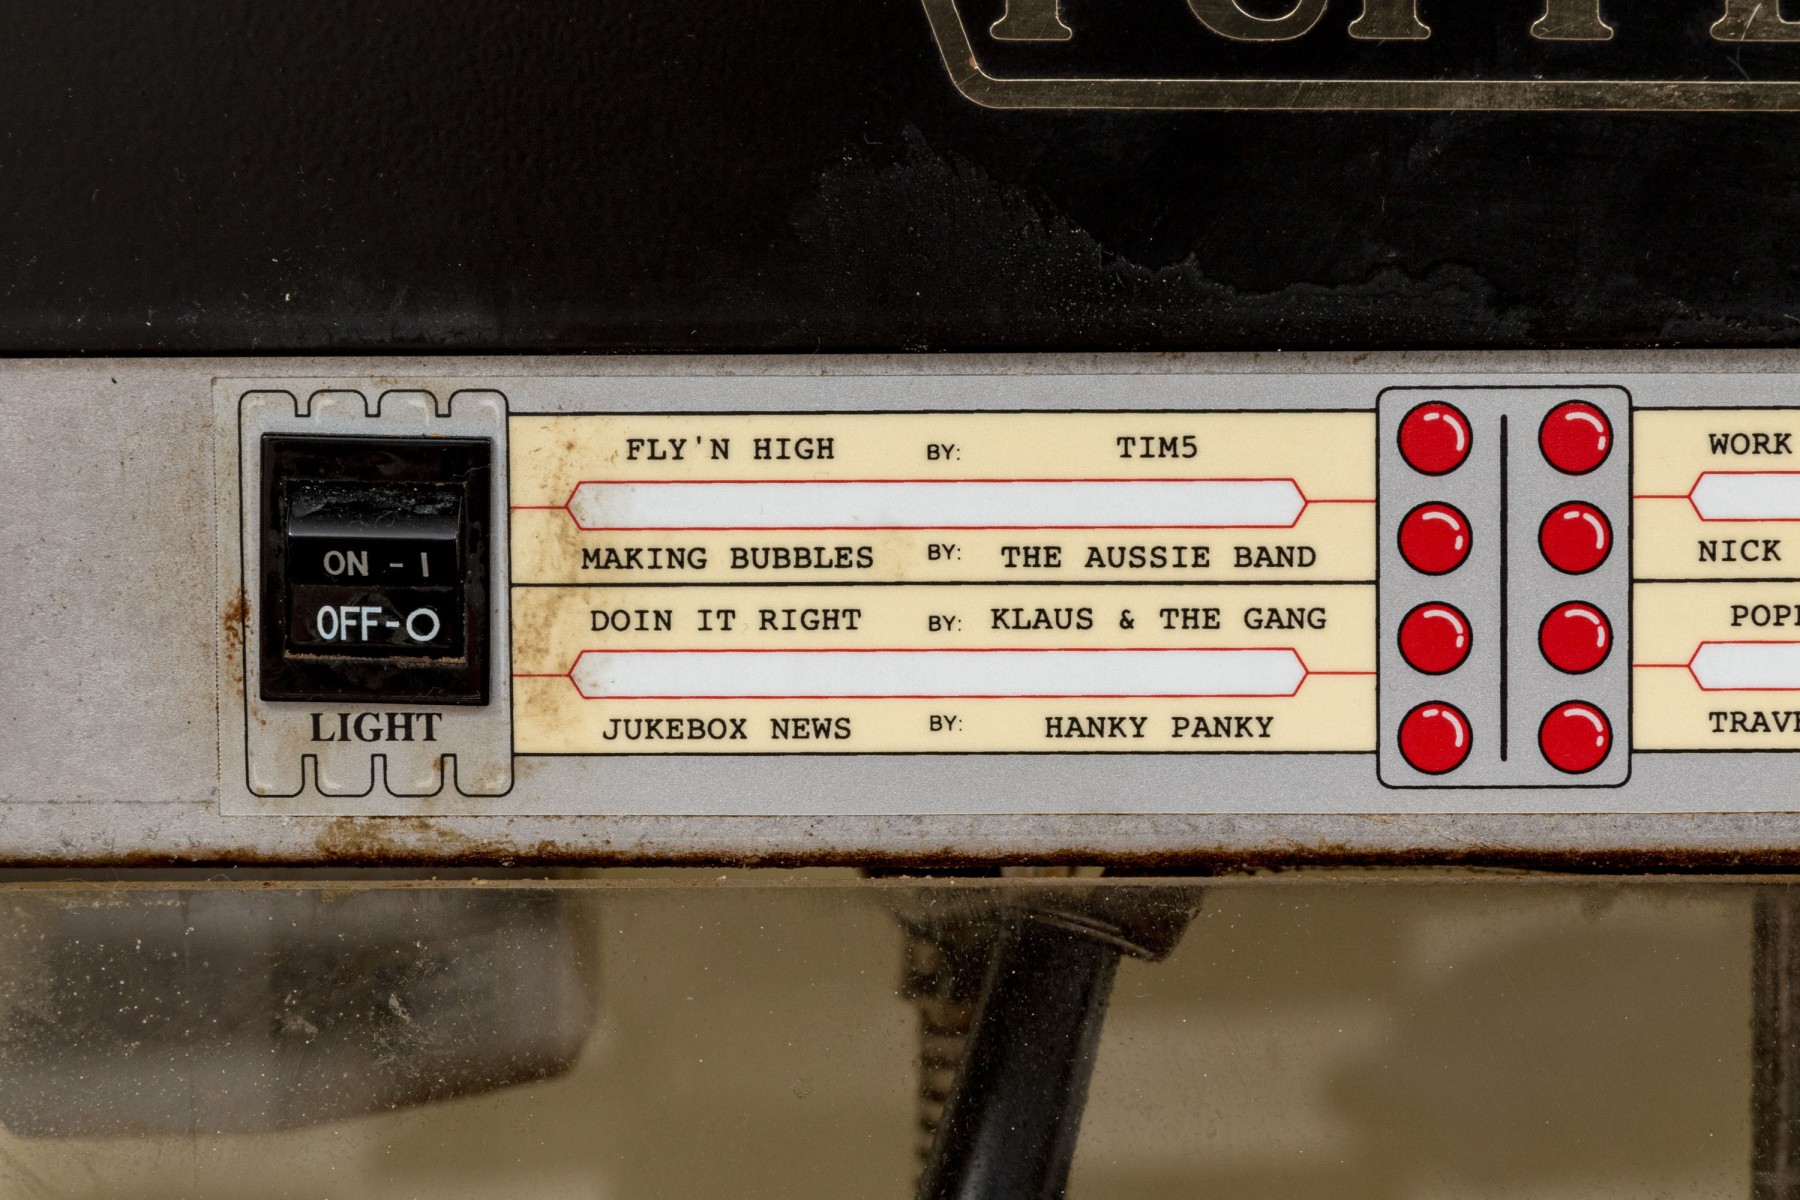 ON - I
OFF-O
LIGHT
FLY'N HIGH BY: TIM5
MAKING BUBBLES BY: THE AUSSIE BAND
DOIN IT RIGHT BY: KLAUS & THE GANG
JUKEBOX NEWS BY: HANKY PANKY
WORK
NICK